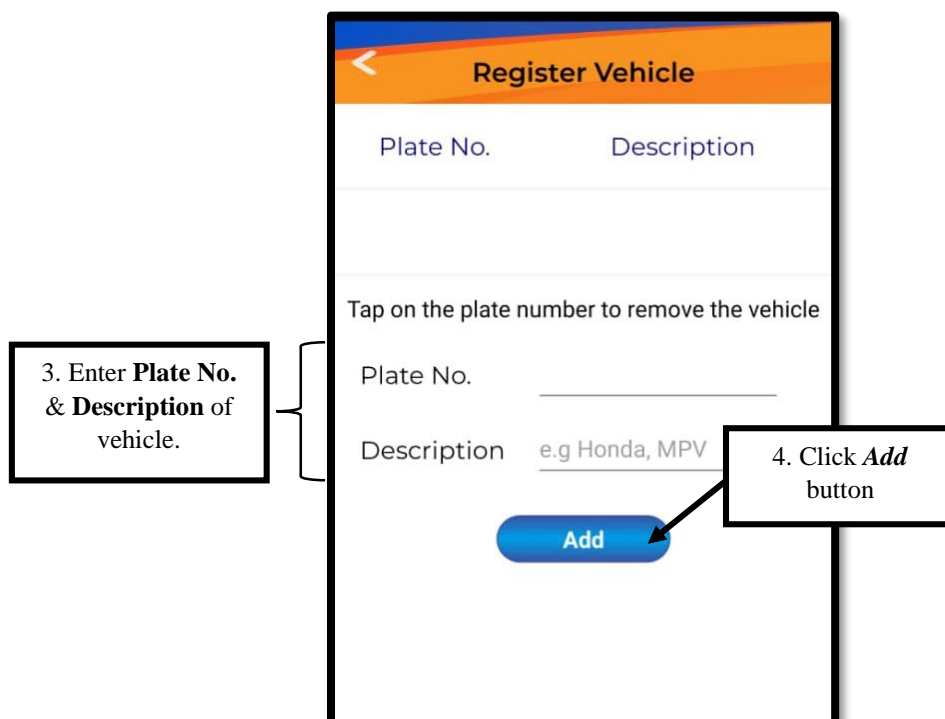 Register Vehicle
Plate No. Description
Tap on the plate number to remove the vehicle
3. Enter Plate No.
& Description of
vehicle.
Plate No.
Description e.g Honda, MPV
4. Click Add
button
Add